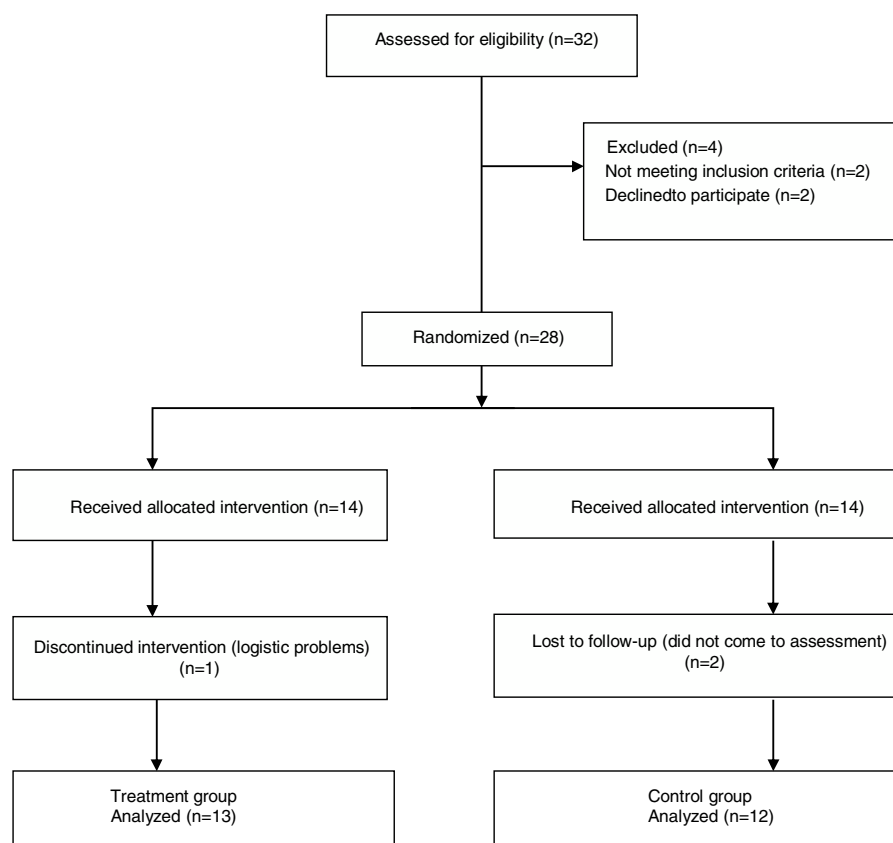 Assessed for eligibility (n=32)
Excluded (n=4)
Not meeting inclusion criteria (n=2)
Declinedto participate (n=2)
Randomized (n=28)
Received allocated intervention (n=14)
Received allocated intervention (n=14)
Discontinued intervention (logistic problems)
(n=1)
Lost to follow-up (did not come to assessment)
(n=2)
Treatment group
Analyzed (n=13)
Control group
Analyzed (n=12)